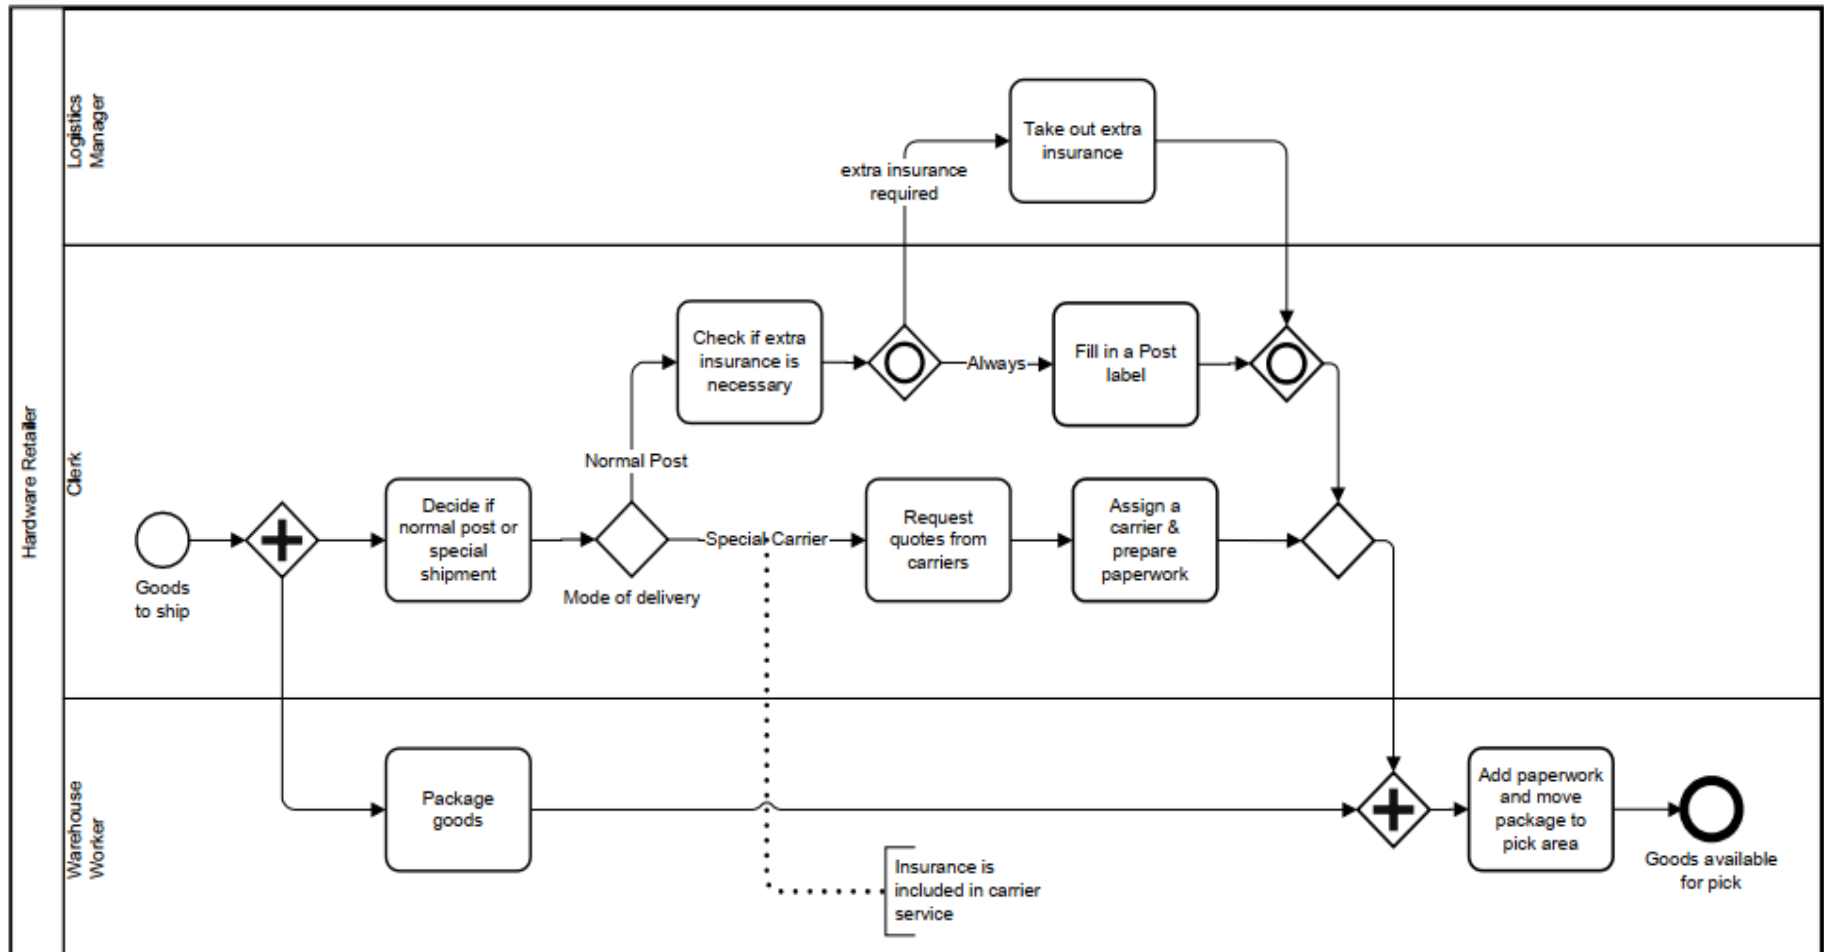 Hardware Retailer
Logistics
Manager
Take out extra
insurance
extra insurance
required
Clerk
Check if extra
insurance is
necessary
Always
Fill in a Post
label
Normal Post
Goods
to ship
Decide if
normal post or
special
shipment
Mode of delivery
Special Carrier
Request
quotes from
carriers
Assign a
carrier &
prepare
paperwork
Warehouse
Worker
Package
goods
Insurance is
included in carrier
service
Add paperwork
and move
package to
pick area
Goods available
for pick